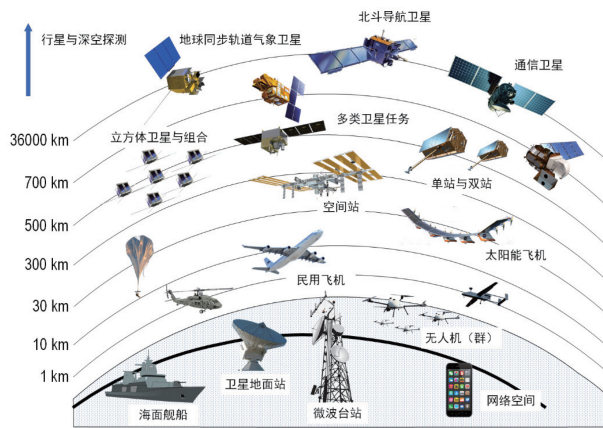 北斗导航卫星
行星与深空探测
地球同步轨道气象卫星
通信卫星
36000 km
立方体卫星与组合
多类卫星任务
700 km
单站与双站
500 km
空间站
300 km
太阳能飞机
民用飞机
30 km
无人机（群）
10 km
1 km
卫星地面站
网络空间
海面舰船
微波台站